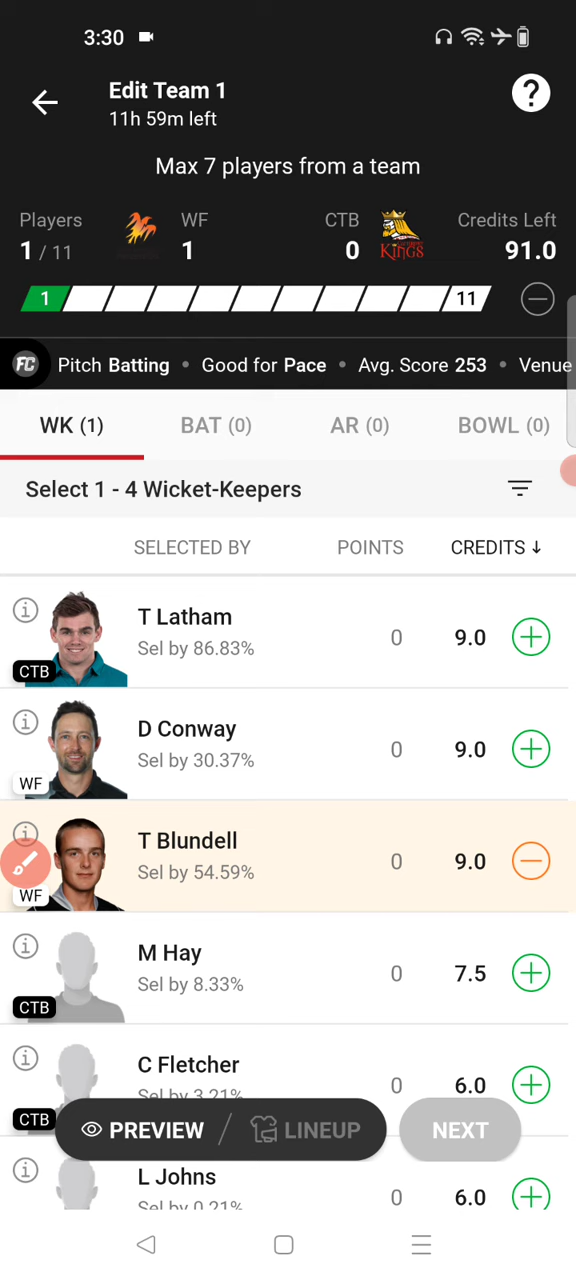 3:30
Edit Team 1
11h 59m left
?
Max 7 players from a team
Players WF CTB Credits Left
1 / 11 1 KINGS 0 91.0
1 11
FC Pitch Batting • Good for Pace • Avg. Score 253 • Venue
WK (1) BAT (0) AR (0) BOWL (0)
Select 1 - 4 Wicket-Keepers
SELECTED BY POINTS CREDITS ↓
T Latham
Sel by 86.83% 0 9.0
CTB
D Conway
Sel by 30.37% 0 9.0
WF
T Blundell
Sel by 54.59% 0 9.0
WF
M Hay
Sel by 8.33% 0 7.5
CTB
C Fletcher
Sel by 3.21% 0 6.0
CTB
PREVIEW / LINEUP NEXT
L Johns
Sel by 0.21% 0 6.0